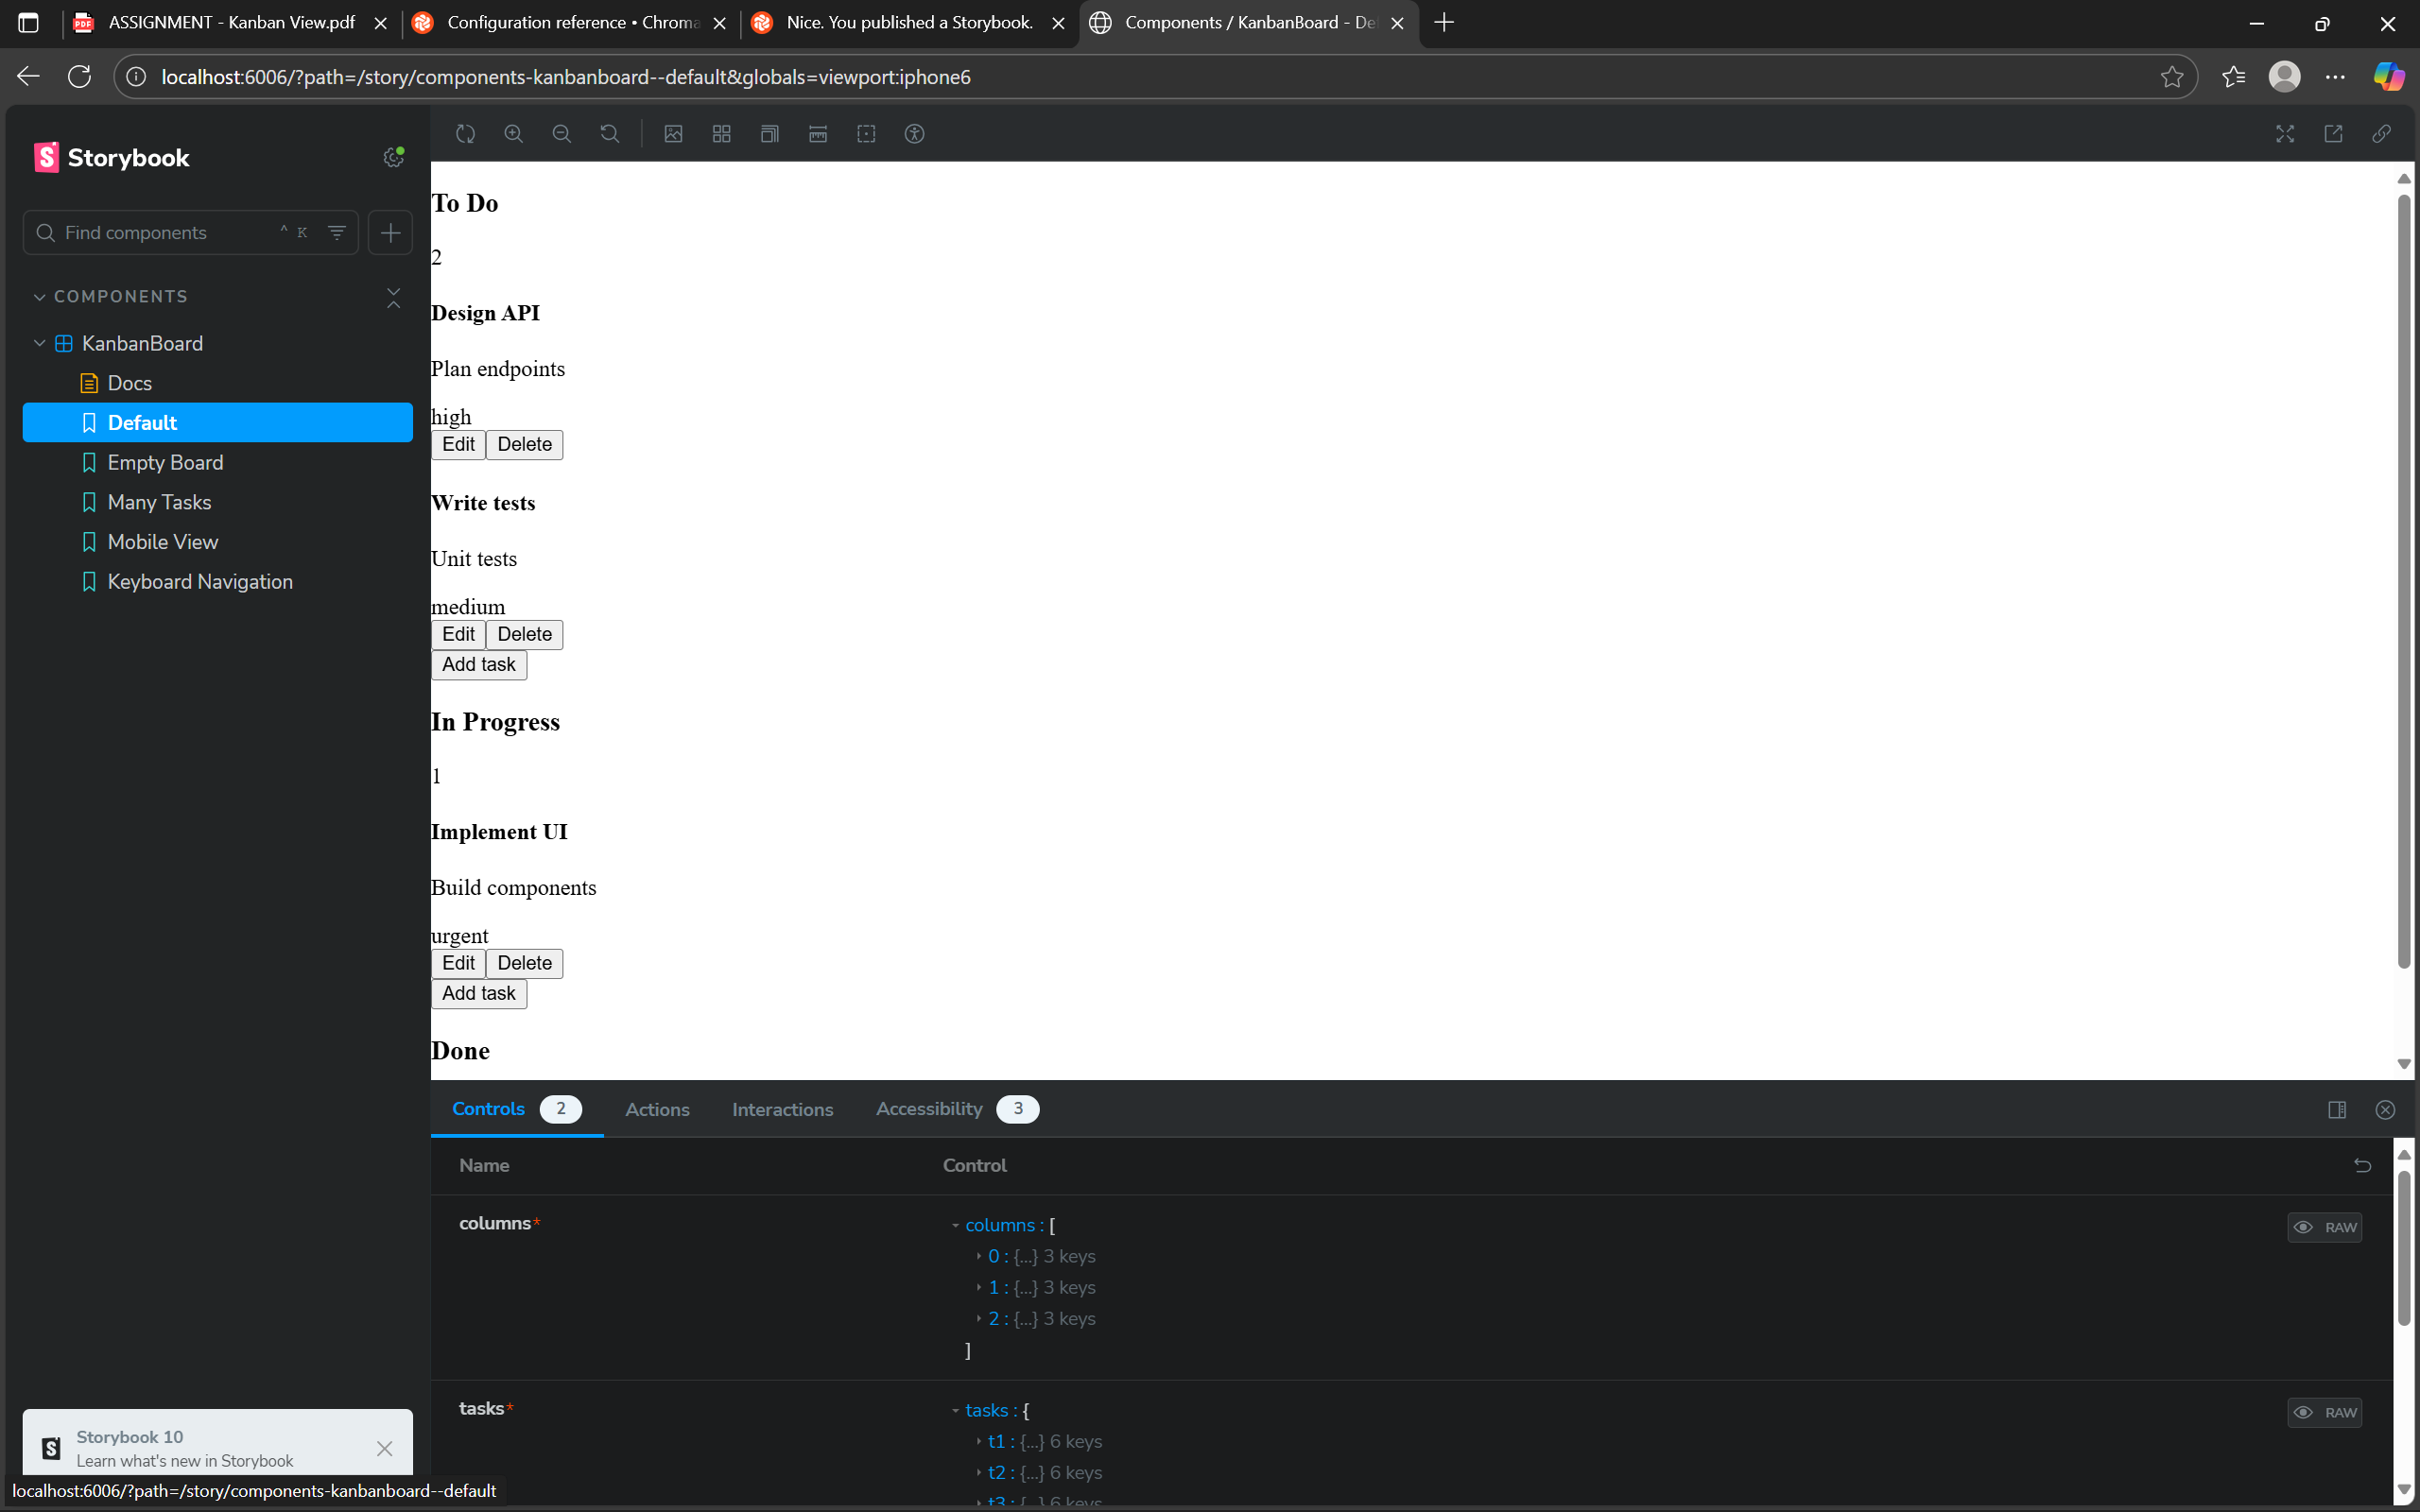 ASSIGNMENT - Kanban View.pdf
Configuration reference • Chroma
Nice. You published a Storybook.
Components / KanbanBoard - De
localhost:6006/?path=/story/components-kanbanboard--default&globals=viewport:iphone6
Storybook
Find components
^ K
COMPONENTS
KanbanBoard
Docs
Default
Empty Board
Many Tasks
Mobile View
Keyboard Navigation
To Do
2
Design API
Plan endpoints
high
Edit Delete
Write tests
Unit tests
medium
Edit Delete
Add task
In Progress
1
Implement UI
Build components
urgent
Edit Delete
Add task
Done
Controls 2 Actions Interactions Accessibility 3
Name Control
columns* columns : [ RAW
0 : {...} 3 keys
1 : {...} 3 keys
2 : {...} 3 keys
]
tasks* tasks : { RAW
t1 : {...} 6 keys
t2 : {...} 6 keys
t3 : {...} 6 keys
Storybook 10
Learn what's new in Storybook
localhost:6006/?path=/story/components-kanbanboard--default